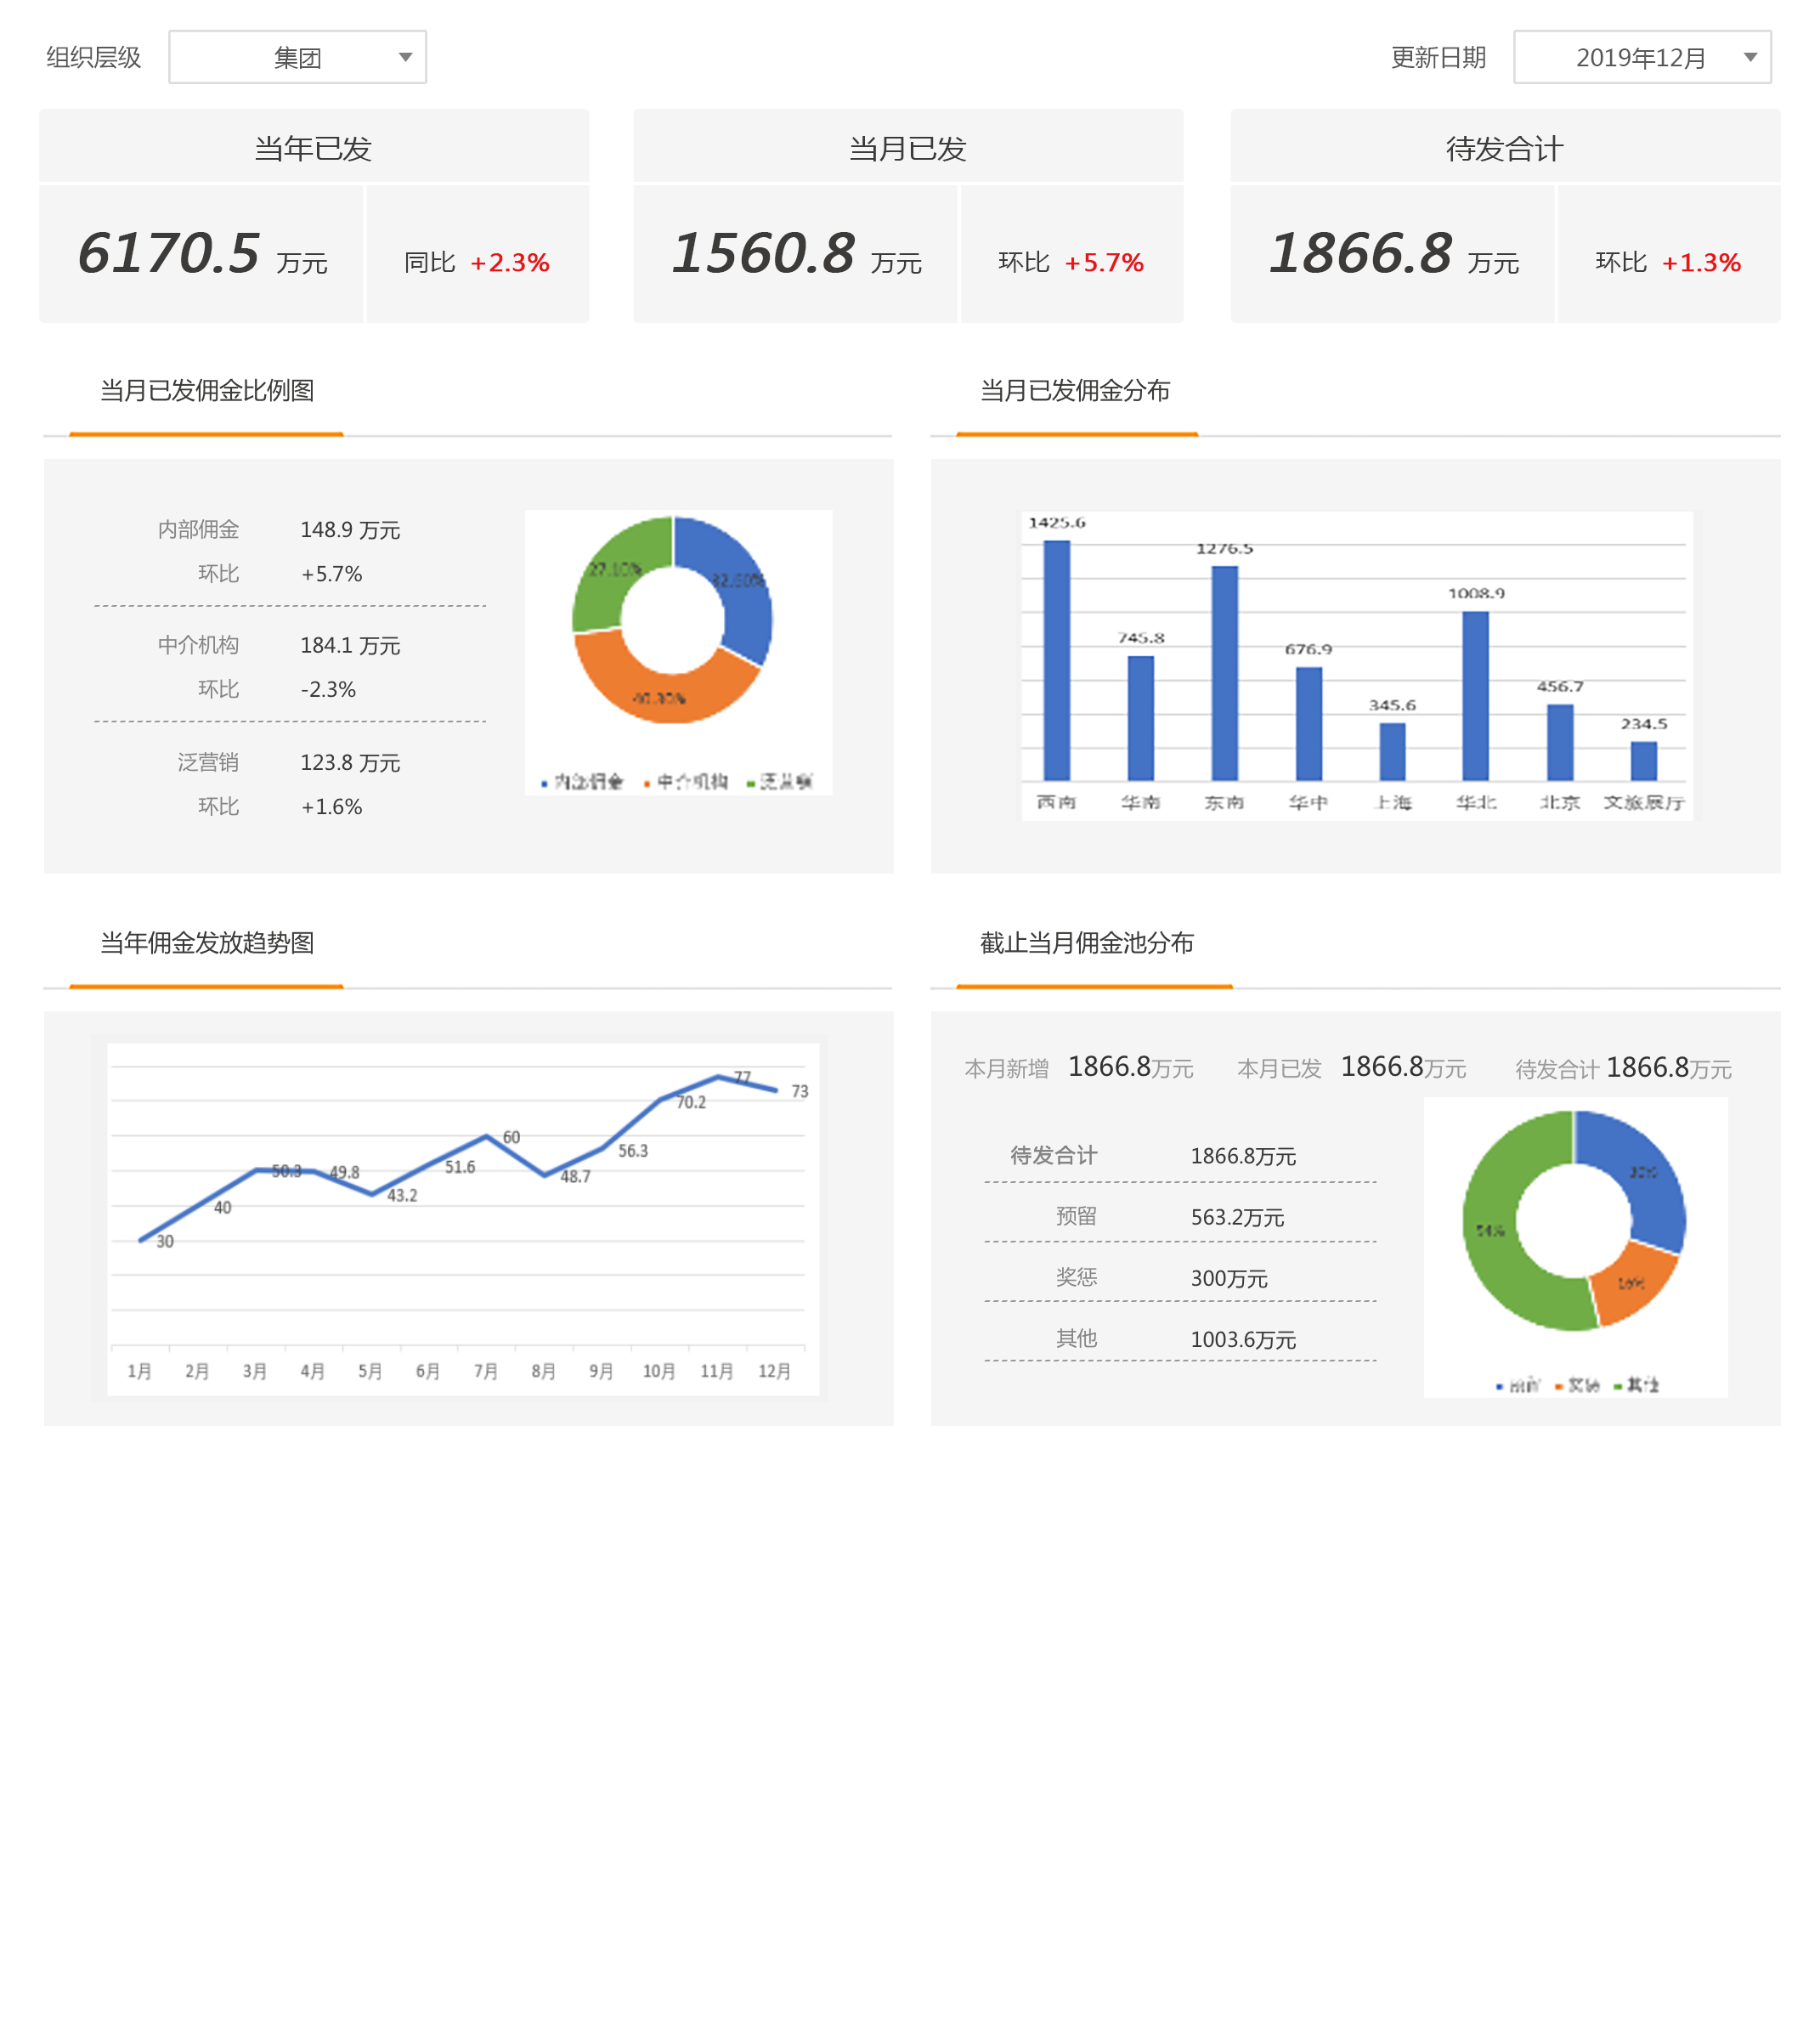 组织层级 集团 更新日期 2019年12月
当年已发
6170.5 万元 同比 +2.3%
当月已发
1560.8 万元 环比 +5.7%
待发合计
1866.8 万元 环比 +1.3%
当月已发佣金比例图
内部佣金 148.9 万元
环比 +5.7%
中介机构 184.1 万元
环比 -2.3%
泛营销 123.8 万元
环比 +1.6%
27.10%
32.60%
40.30%
内部佣金 中介机构 泛营销
当月已发佣金分布
1425.6
745.8
1276.5
676.9
345.6
1008.9
456.7
234.5
西南 华南 东南 华中 上海 华北 北京 文旅展厅
当年佣金发放趋势图
30
40
50.3
49.8
43.2
51.6
60
48.7
56.3
70.2
77
73
1月 2月 3月 4月 5月 6月 7月 8月 9月 10月 11月 12月
截止当月佣金池分布
本月新增 1866.8万元 本月已发 1866.8万元 待发合计 1866.8万元
待发合计 1866.8万元
预留 563.2万元
奖惩 300万元
其他 1003.6万元
30%
54%
16%
预留 奖惩 其他